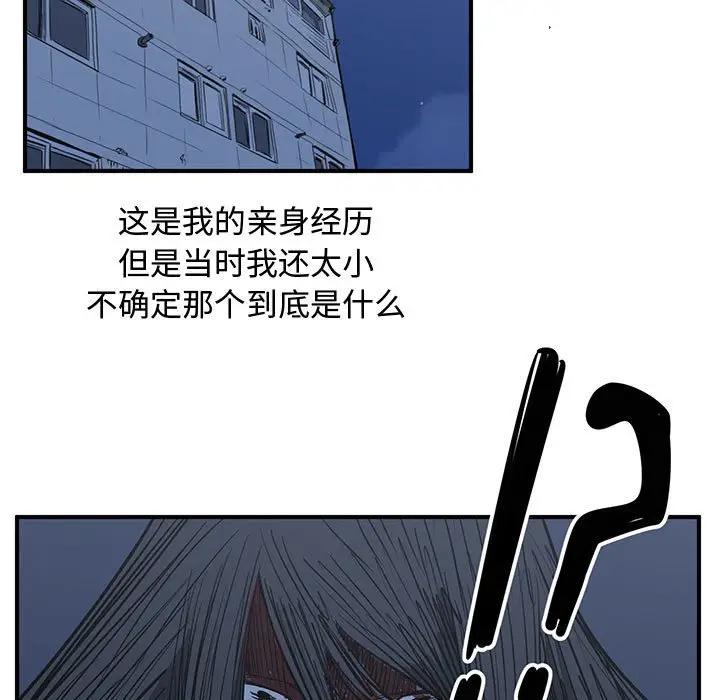 这是我的亲身经历
但是当时我还太小
不确定那个到底是什么
!?